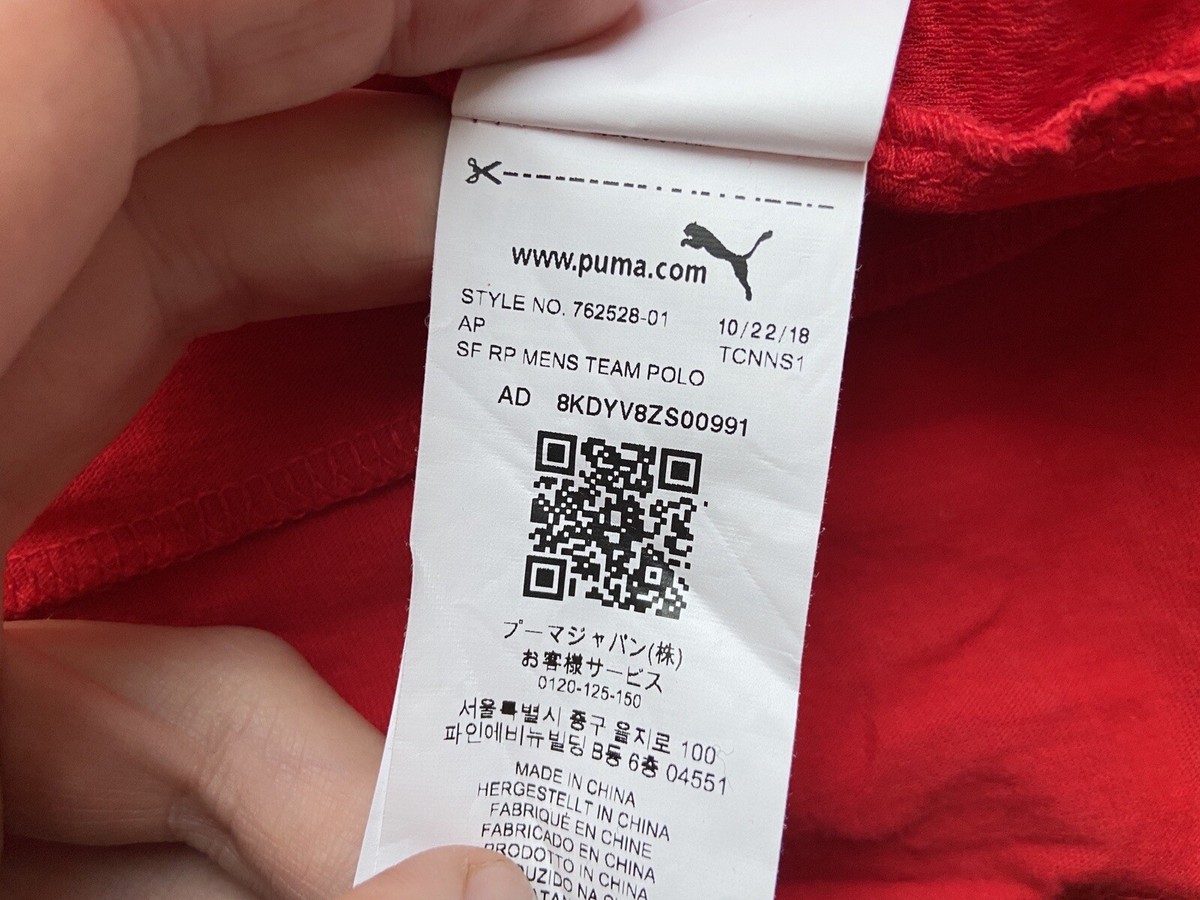 www.puma.com
STYLE NO. 762528-01 10/22/18
AP TCNNS1
SF RP MENS TEAM POLO
AD 8KDYV8ZS00991
プーマジャパン(株)
お客様サービス
0120-125-150
서울특별시 중구 을지로 100
파인애비뉴빌딩 B동 6층 04551
MADE IN CHINA
HERGESTELLT IN CHINA
FABRIQUÉ EN CHINE
FABRICADO EN CHINA
PRODOTTO IN CHINA
NA CHINA